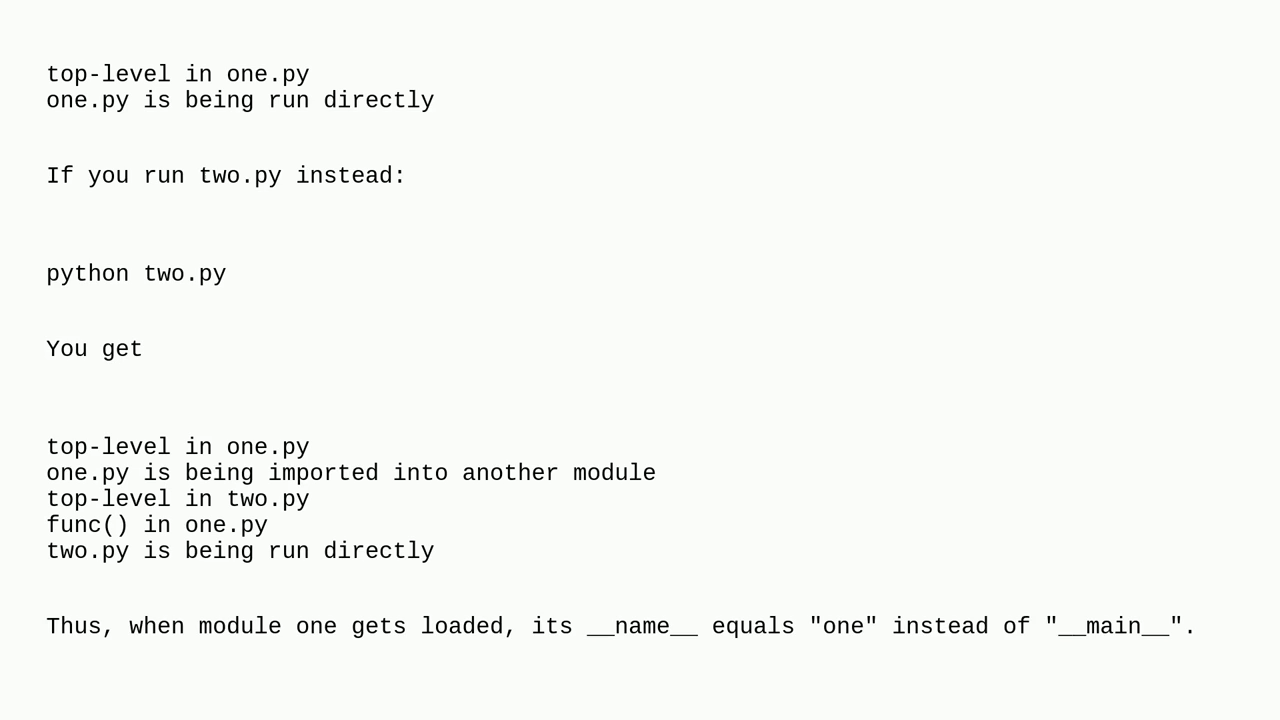 top-level in one.py
one.py is being run directly
If you run two.py instead:
python two.py
You get
top-level in one.py
one.py is being imported into another module
top-level in two.py
func() in one.py
two.py is being run directly
Thus, when module one gets loaded, its __name__ equals "one" instead of "__main__".